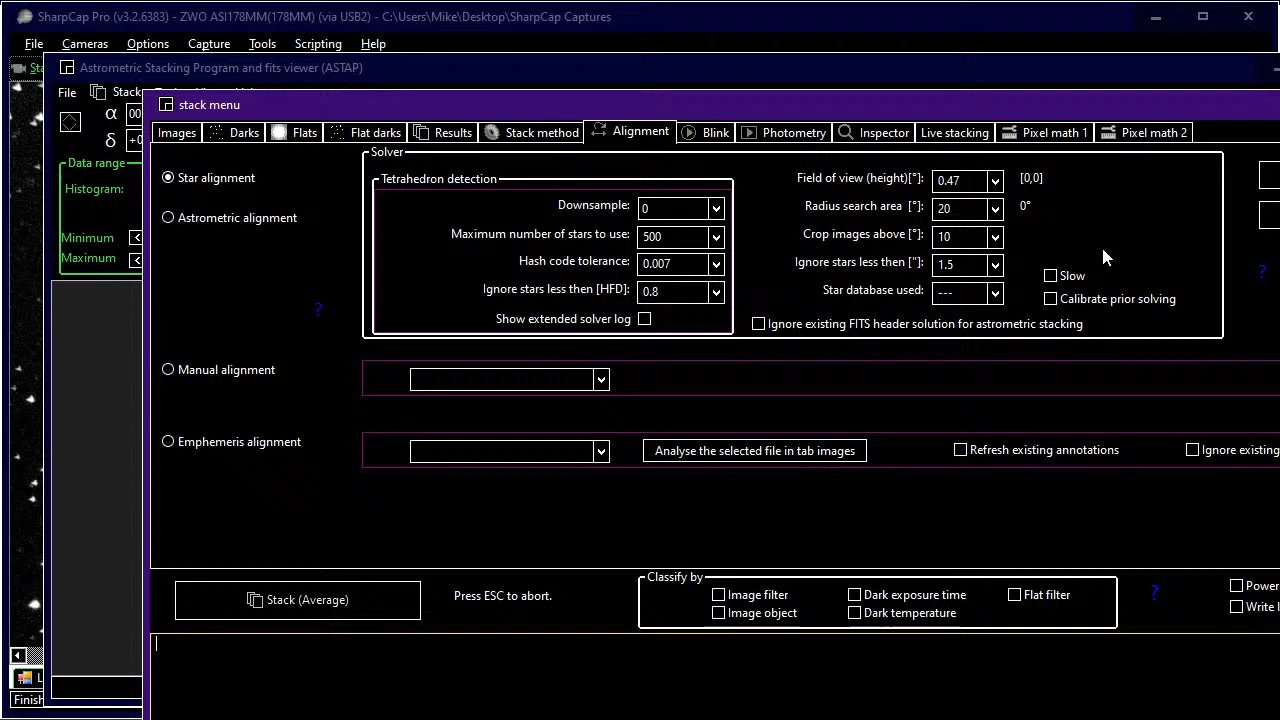 SharpCap Pro (v3.2.6383) - ZWO ASI178MM(178MM) (via USB2) - C:\Users\Mike\Desktop\SharpCap Captures
File Cameras Options Capture Tools Scripting Help
Astrometric Stacking Program and fits viewer (ASTAP)
File Stack
stack menu
α 00
δ +0
Data range
Histogram:
Minimum <
Maximum <
Images Darks Flats Flat darks Results Stack method Alignment Blink Photometry Inspector Live stacking Pixel math 1 Pixel math 2
Solver
Star alignment
Astrometric alignment
?
Tetrahedron detection
Downsample: 0
Maximum number of stars to use: 500
Hash code tolerance: 0.007
Ignore stars less then [HFD]: 0.8
Show extended solver log
Field of view (height)[°]: 0.47 [0,0]
Radius search area [°]: 20 0°
Crop images above [°]: 10
Ignore stars less then ["]: 1.5
Star database used: ---
Slow
Calibrate prior solving
Ignore existing FITS header solution for astrometric stacking
?
Manual alignment
Emphemeris alignment
Analyse the selected file in tab images
Refresh existing annotations
Ignore existing
Stack (Average)
Press ESC to abort.
Classify by
Image filter Dark exposure time Flat filter
Image object Dark temperature
?
Power
Write
L
Finish